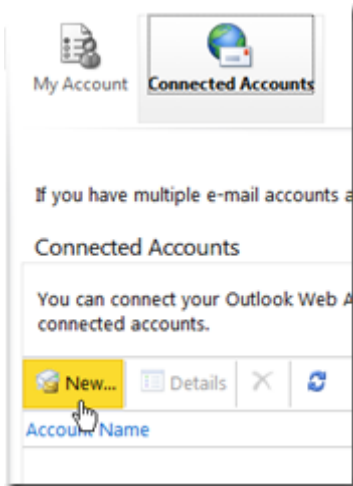 My Account Connected Accounts
If you have multiple e-mail accounts a
Connected Accounts
You can connect your Outlook Web A
connected accounts.
New... Details
Account Name